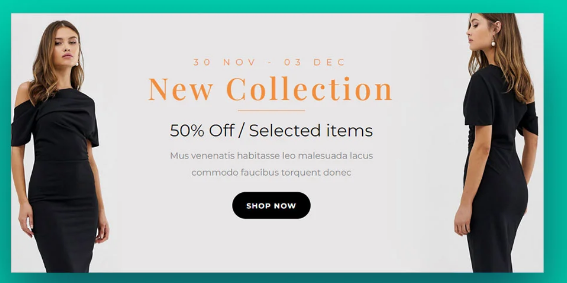 30 NOV - 03 DEC
New Collection
50% Off / Selected items
Mus venenatis habitasse leo malesuada lacus
commodo faucibus torquent donec
SHOP NOW